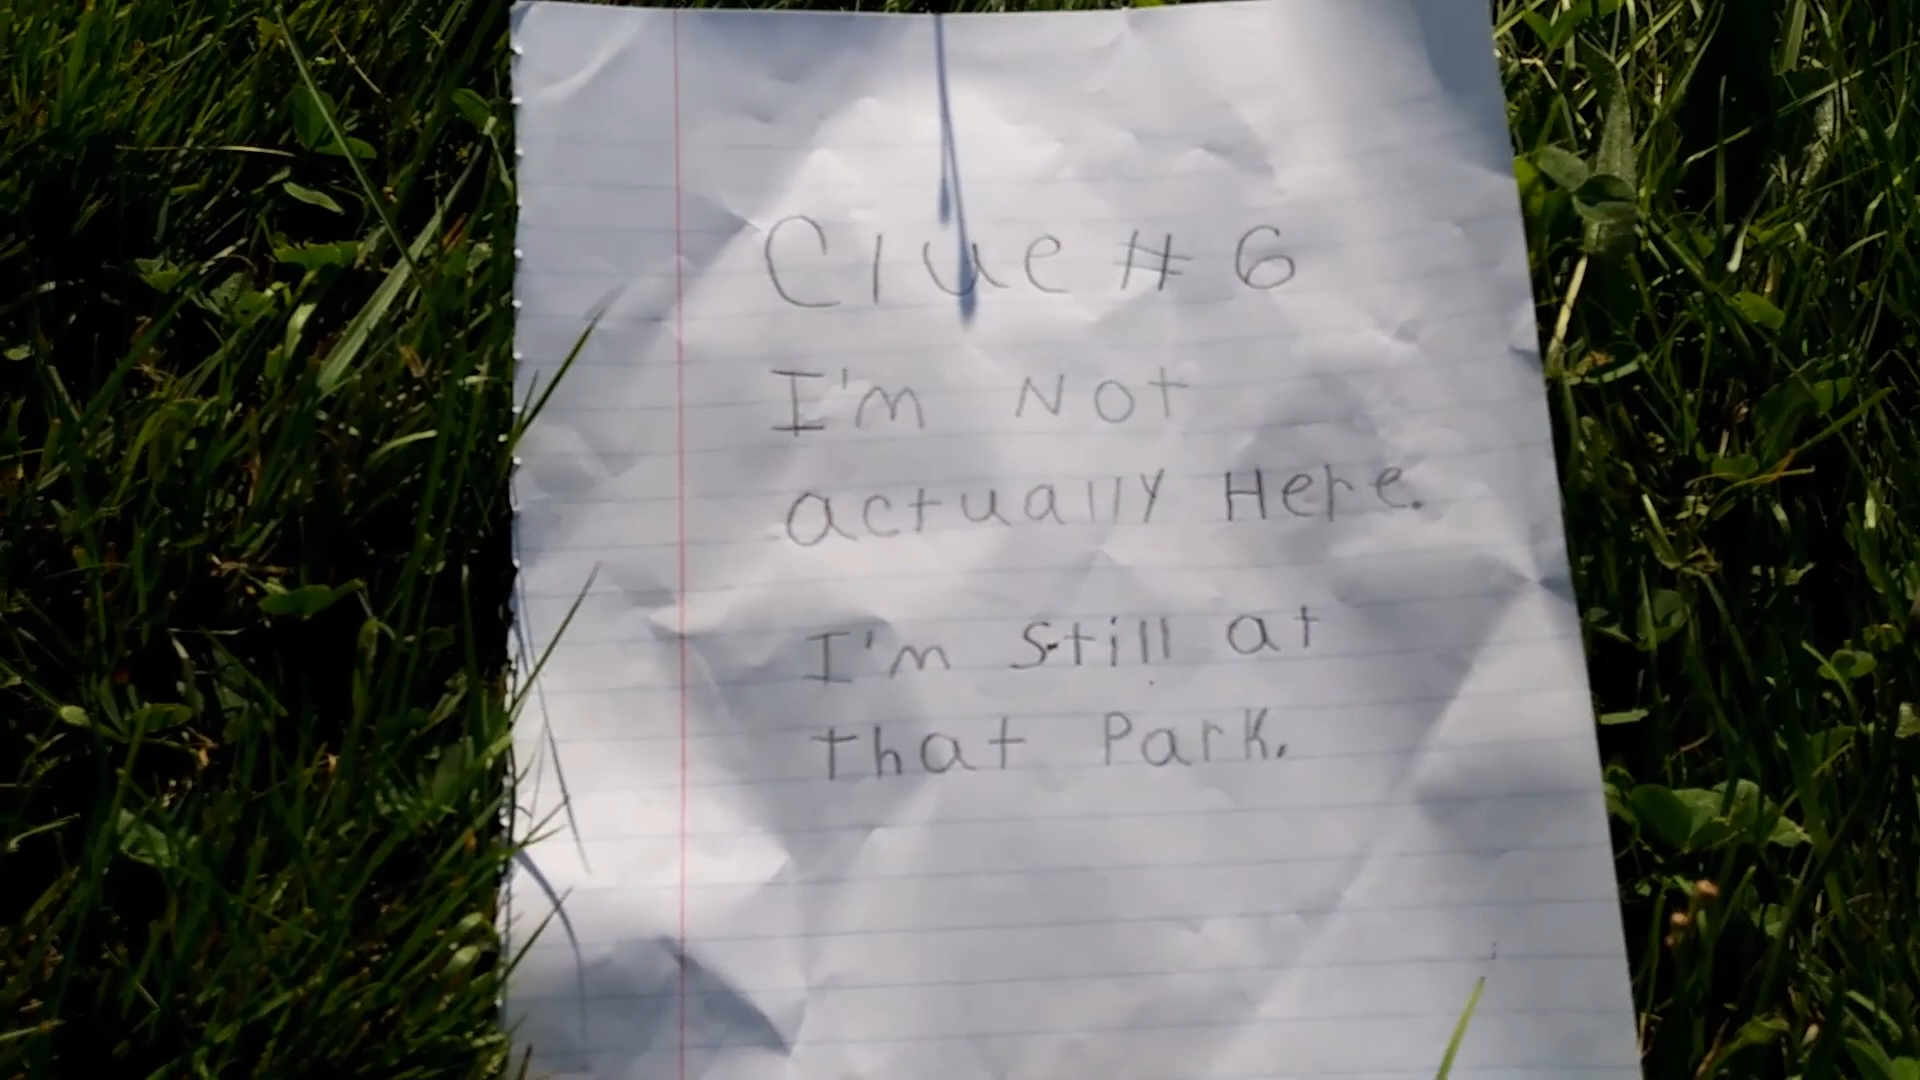 Clue # 6
I'm Not
actually Here.
I'm Still at
that Park.